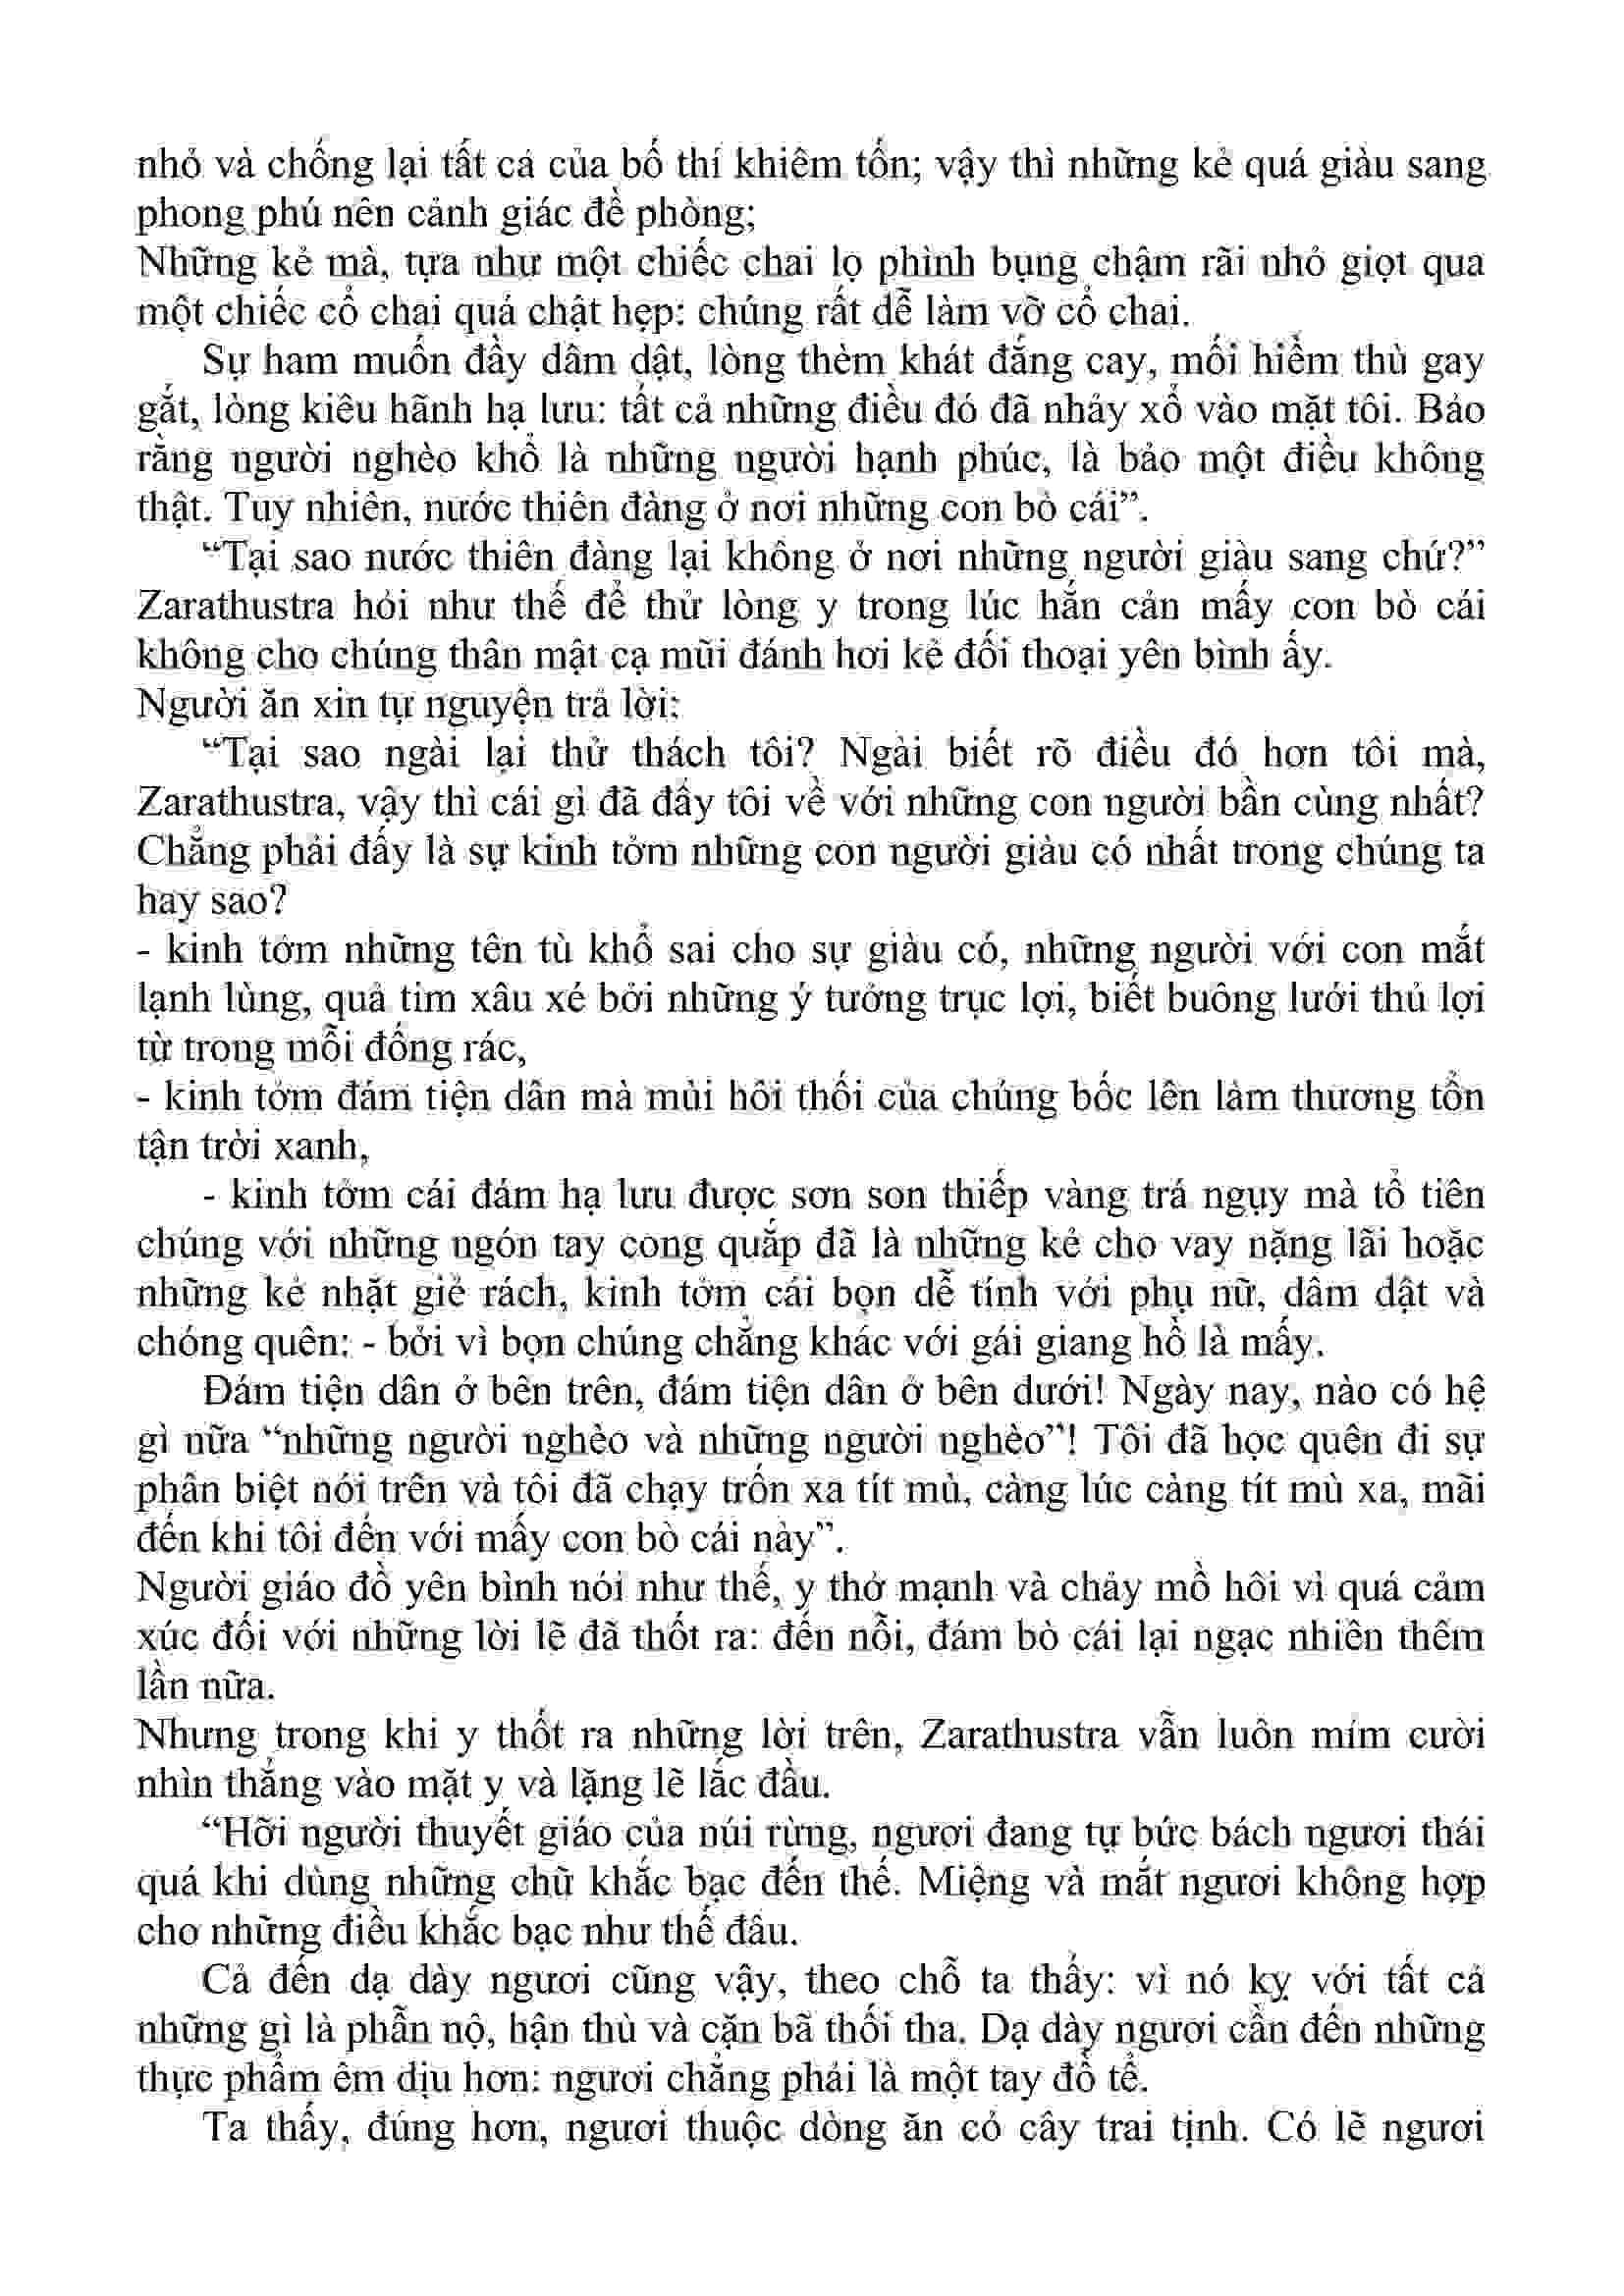 nhỏ và chống lại tất cả của bố thí khiêm tốn; vậy thì những kẻ quá giàu sang
phong phú nên cảnh giác đề phòng;
Những kẻ mà, tựa như một chiếc chai lọ phình bụng chậm rãi nhỏ giọt qua
một chiếc cổ chai quá chật hẹp: chúng rất dễ làm vỡ cổ chai.
Sự ham muốn đầy dâm dật, lòng thèm khát đắng cay, mối hiềm thù gay
gắt, lòng kiêu hãnh hạ lưu: tất cả những điều đó đã nhảy xổ vào mặt tôi. Bảo
rằng người nghèo khổ là những người hạnh phúc, là bảo một điều không
thật. Tuy nhiên, nước thiên đàng ở nơi những con bò cái”.
“Tại sao nước thiên đàng lại không ở nơi những người giàu sang chứ?”
Zarathustra hỏi như thế để thử lòng y trong lúc hắn cản mấy con bò cái
không cho chúng thân mật cạ mũi đánh hơi kẻ đối thoại yên bình ấy.
Người ăn xin tự nguyện trả lời:
“Tại sao ngài lại thử thách tôi? Ngài biết rõ điều đó hơn tôi mà,
Zarathustra, vậy thì cái gì đã đẩy tôi về với những con người bần cùng nhất?
Chẳng phải đấy là sự kinh tởm những con người giàu có nhất trong chúng ta
hay sao?
- kinh tởm những tên tù khổ sai cho sự giàu có, những người với con mắt
lạnh lùng, quả tim xâu xé bởi những ý tưởng trục lợi, biết buông lưới thủ lợi
từ trong mỗi đống rác,
- kinh tởm đám tiện dân mà mùi hôi thối của chúng bốc lên làm thương tổn
tận trời xanh,
- kinh tởm cái đám hạ lưu được sơn son thiếp vàng trá ngụy mà tổ tiên
chúng với những ngón tay cong quắp đã là những kẻ cho vay nặng lãi hoặc
những kẻ nhặt giẻ rách, kinh tởm cái bọn dễ tính với phụ nữ, dâm dật và
chóng quên: - bởi vì bọn chúng chẳng khác với gái giang hồ là mấy.
Đám tiện dân ở bên trên, đám tiện dân ở bên dưới! Ngày nay, nào có hệ
gì nữa “những người nghèo và những người nghèo”! Tôi đã học quên đi sự
phân biệt nói trên và tôi đã chạy trốn xa tít mù, càng lúc càng tít mù xa, mãi
đến khi tôi đến với mấy con bò cái này”.
Người giáo đồ yên bình nói như thế, y thở mạnh và chảy mồ hôi vì quá cảm
xúc đối với những lời lẽ đã thốt ra: đến nỗi, đám bò cái lại ngạc nhiên thêm
lần nữa.
Nhưng trong khi y thốt ra những lời trên, Zarathustra vẫn luôn mím cười
nhìn thẳng vào mặt y và lặng lẽ lắc đầu.
“Hỡi người thuyết giáo của núi rừng, ngươi đang tự bức bách ngươi thái
quá khi dùng những chữ khắc bạc đến thế. Miệng và mắt ngươi không hợp
cho những điều khắc bạc như thế đâu.
Cả đến dạ dày ngươi cũng vậy, theo chỗ ta thấy: vì nó kỵ với tất cả
những gì là phẫn nộ, hận thù và cặn bã thối tha. Dạ dày ngươi cần đến những
thực phẩm êm dịu hơn: ngươi chẳng phải là một tay đồ tể.
Ta thấy, đúng hơn, ngươi thuộc dòng ăn cỏ cây trai tịnh. Có lẽ ngươi